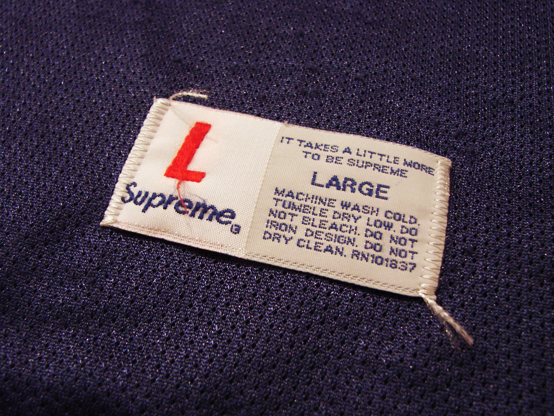 L
Supreme
IT TAKES A LITTLE MORE
TO BE SUPREME
LARGE
MACHINE WASH COLD.
TUMBLE DRY LOW. DO
NOT BLEACH. DO NOT
IRON DESIGN. DO NOT
DRY CLEAN. RN101837